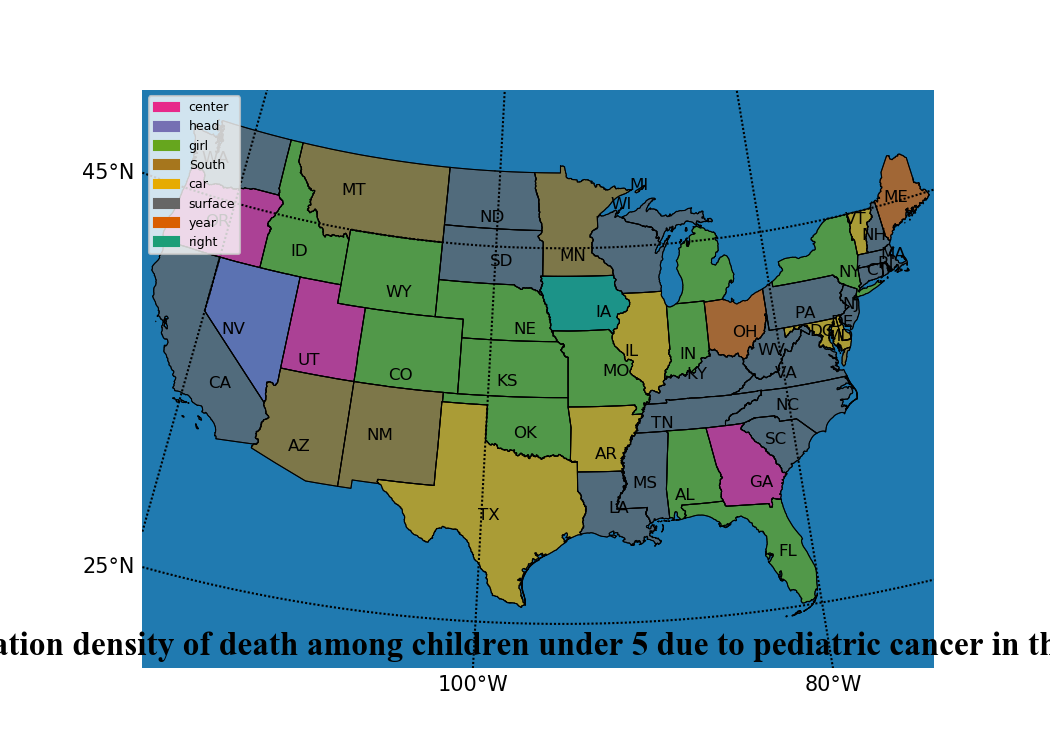 center
head
girl
South
car
surface
year
right
45°N
25°N
100°W
80°W
WA
OR
CA
NV
ID
MT
WY
UT
CO
AZ
NM
ND
SD
NE
KS
OK
TX
MN
IA
MO
AR
LA
WI
MI
IL
IN
OH
KY
TN
MS
AL
GA
FL
SC
NC
VA
WV
PA
NY
VT
NH
ME
MA
RI
CT
NJ
DE
MD
DC
ation density of death among children under 5 due to pediatric cancer in th